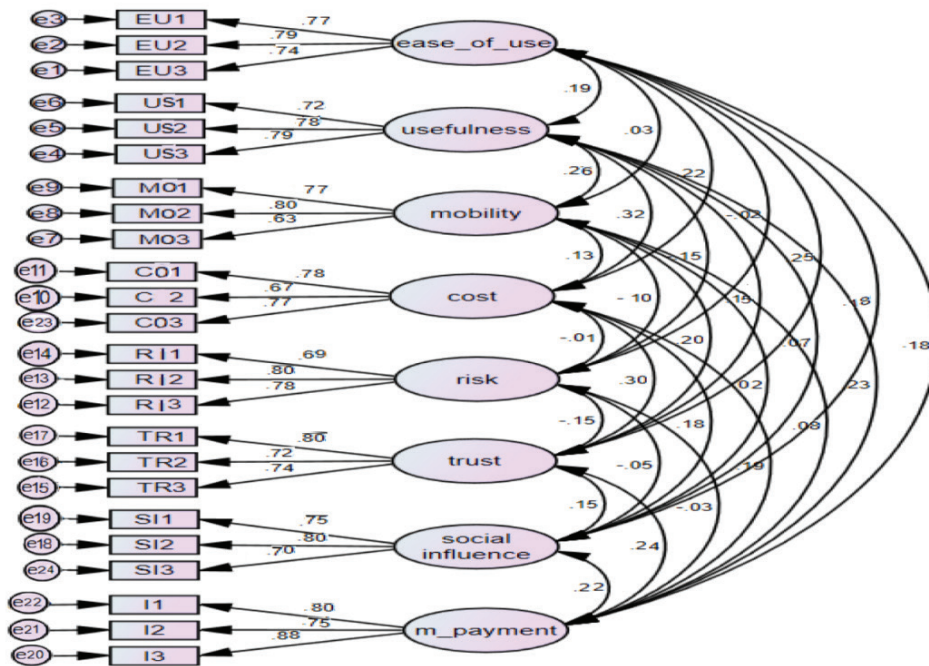 e3 EU1 .77
e2 EU2 .79 ease_of_use
e1 EU3 .74
.19
e6 US1 .72
e5 US2 .78 usefulness .03
e4 US3 .79
.26 .22
e9 MO1 .77
e8 MO2 .80 mobility .32 -.02
e7 MO3 .63
.13 -.15 .25
e11 CO1 .78
e10 C 2 .67 cost -.10 .15 .18
e23 CO3 .77
-.01 .20 .07 .18
e14 RI1 .69
e13 RI2 .80 risk .30 .02 .23
e12 RI3 .78
-.15 .18 .08
e17 TR1 .80
e16 TR2 .72 trust -.05 .19
e15 TR3 .74
.15 -.03
e19 SI1 .75
e18 SI2 .80 social influence .24
e24 SI3 .70
.22
e22 I1 .80
e21 I2 .75 m_payment
e20 I3 .88